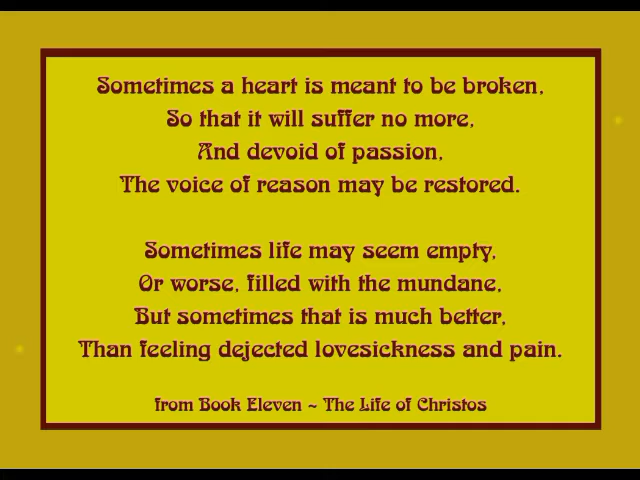 Sometimes a heart is meant to be broken,
So that it will suffer no more,
And devoid of passion,
The voice of reason may be restored.
Sometimes life may seem empty,
Or worse, filled with the mundane,
But sometimes that is much better,
Than feeling dejected lovesickness and pain.
from Book Eleven ~ The Life of Christos